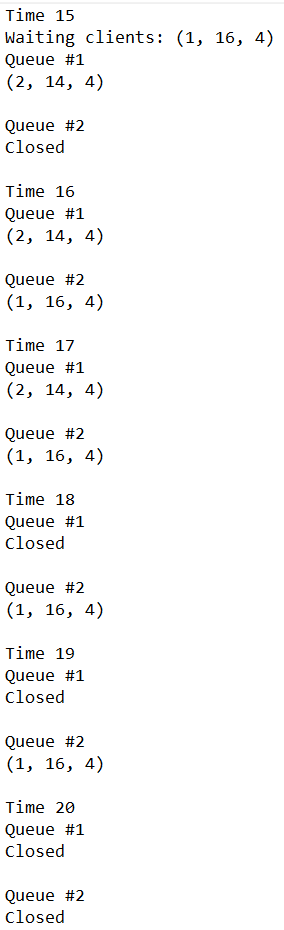 Time 15
Waiting clients: (1, 16, 4)
Queue #1
(2, 14, 4)
Queue #2
Closed
Time 16
Queue #1
(2, 14, 4)
Queue #2
(1, 16, 4)
Time 17
Queue #1
(2, 14, 4)
Queue #2
(1, 16, 4)
Time 18
Queue #1
Closed
Queue #2
(1, 16, 4)
Time 19
Queue #1
Closed
Queue #2
(1, 16, 4)
Time 20
Queue #1
Closed
Queue #2
Closed